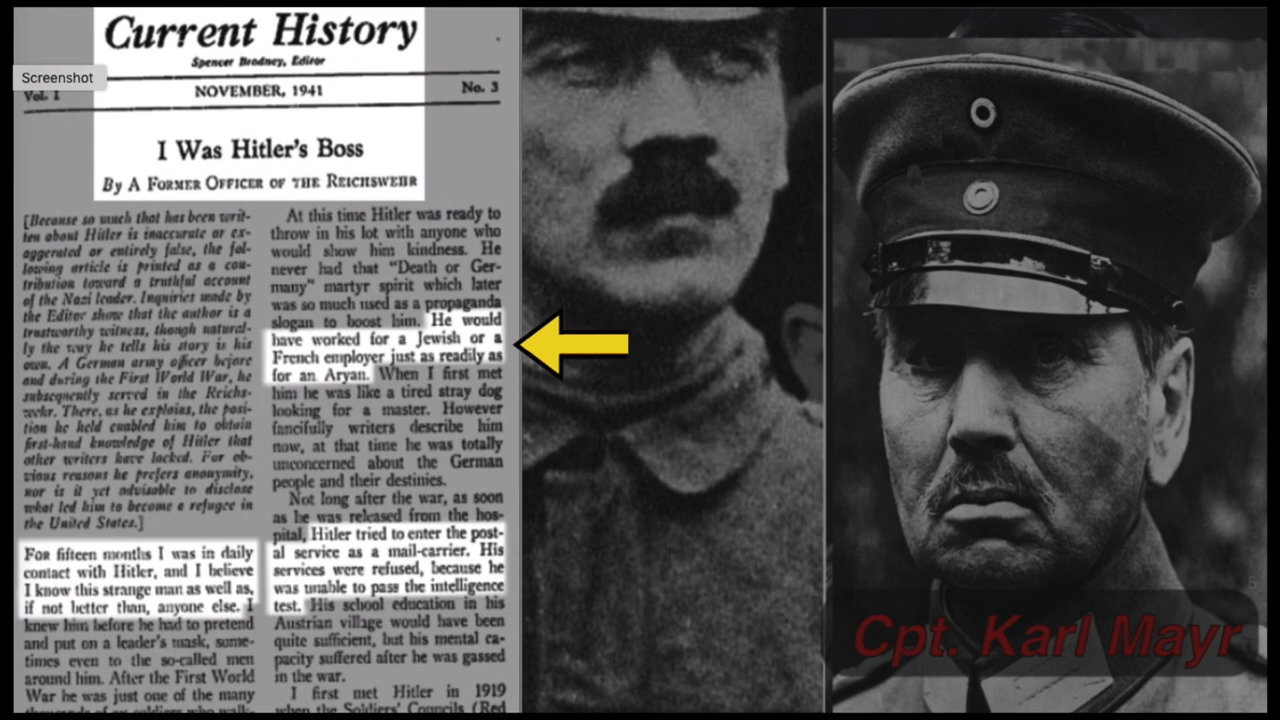 Current History
Spencer Brodney, Editor
Screenshot
Vol. I
NOVEMBER, 1941
No. 3
I Was Hitler's Boss
By A FORMER OFFICER OF THE REICHSWEHR
[Because so much that has been writ-
ten about Hitler is inaccurate or ex-
aggerated or entirely false, the fol-
lowing article is printed as a con-
tribution toward a truthful account
of the Nazi leader. Inquiries made by
the Editor show that the author is a
trustworthy witness, though natural-
ly the way he tells his story is his
own. A German army officer before
and during the First World War, he
subsequently served in the Reichs-
wehr. There, as he explains, the posi-
tion he held enabled him to obtain
first-hand knowledge of Hitler that
other writers have lacked. For ob-
vious reasons he prefers anonymity,
nor is it yet advisable to disclose
what led him to become a refugee in
the United States.]
FOR fifteen months I was in daily
contact with Hitler, and I believe
I know this strange man as well as,
if not better than, anyone else. I
knew him before he had to pretend
and put on a leader's mask, some-
times even to the so-called men
around him. After the First World
War he was just one of the many
At this time Hitler was ready to
throw in his lot with anyone who
would show him kindness. He
never had that "Death or Ger-
many" martyr spirit which later
was so much used as a propaganda
slogan to boost him. He would
have worked for a Jewish or a
French employer just as readily as
for an Aryan. When I first met
him he was like a tired stray dog
looking for a master. However
fancifully writers describe him
now, at that time he was totally
unconcerned about the German
people and their destinies.
Not long after the war, as soon
as he was released from the hos-
pital, Hitler tried to enter the post-
al service as a mail-carrier. His
services were refused, because he
was unable to pass the intelligence
test. His school education in his
Austrian village would have been
quite sufficient, but his mental ca-
pacity suffered after he was gassed
in the war.
I first met Hitler in 1919
when the Soldiers' Councils (Red
Cpt. Karl Mayr